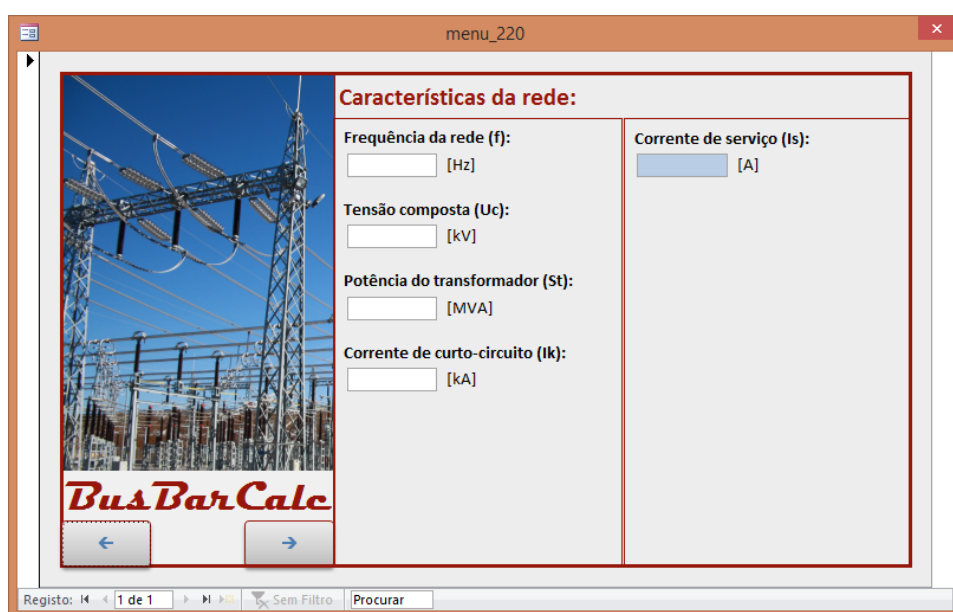 menu_220
Características da rede:
Frequência da rede (f):
[Hz]
Tensão composta (Uc):
[kV]
Potência do transformador (St):
[MVA]
Corrente de curto-circuito (Ik):
[kA]
Corrente de serviço (Is):
[A]
BusBarCalc
Registo: 1 de 1 Sem Filtro Procurar